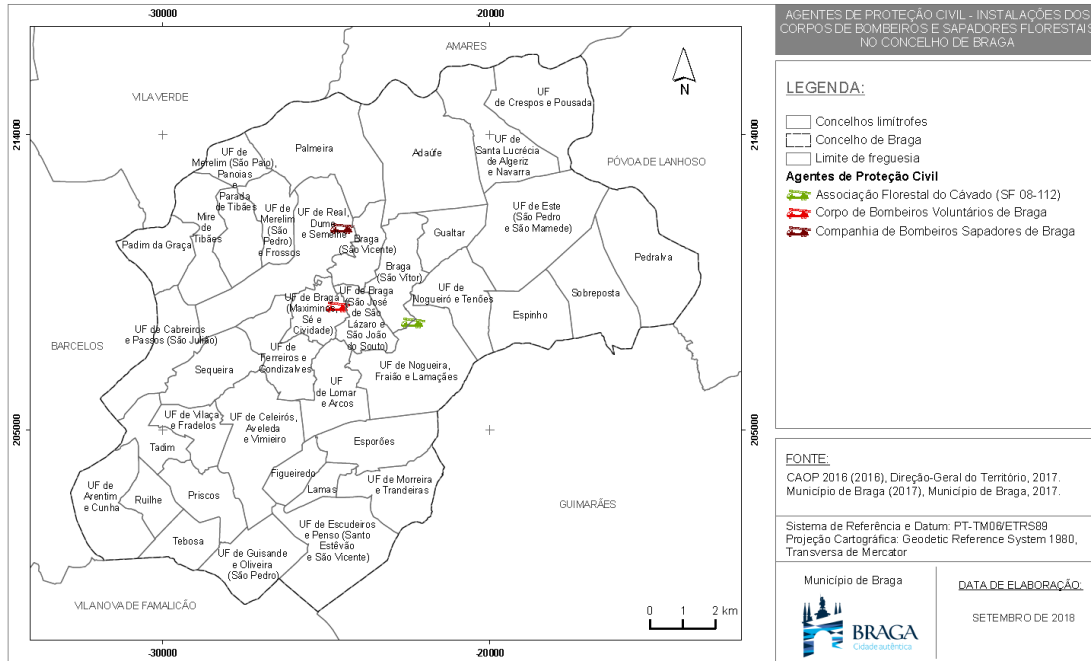 -30000
-20000
AMARES
VILA VERDE
PÓVOA DE LANHOSO
BARCELOS
GUIMARÃES
VILA NOVA DE FAMALICÃO
214000
214000
205000
205000
N
UF
de Crespos e Pousada
Palmeira
Adaúfe
UF de
Santa Lucrécia
de Algeriz
e Navarra
UF de
Merelim (São Paio),
Panoias
e
Parada
de Tibães
Mire
de
Tibães
UF de
Merelim
(São
Pedro)
e Frossos
UF de Real,
Dume
e Semelhe
Braga
(São Vicente)
Gualtar
UF de Este
(São Pedro
e São Mamede)
Padim da Graça
Pedralva
Braga
(São Vítor)
UF de
Nogueiró e Tenões
Sobreposta
Espinho
UF de Braga
(Maximinos,
Sé e
Cividade)
UF de Braga
(São José
de São
Lázaro e
São João
do Souto)
UF de Cabreiros
e Passos (São Julião)
Sequeira
UF de
Ferreiros e
Gondizalves
UF
de Lomar
e Arcos
UF de Nogueira,
Fraião e Lamaçães
UF de Vilaça
e Fradelos
UF de Celeirós,
Aveleda
e Vimieiro
Esporões
Tadim
Figueiredo
Lamas
UF de Morreira
e Trandeiras
UF de
Arentim
e Cunha
Ruilhe
Priscos
Tebosa
UF de Escudeiros
e Penso (Santo
Estêvão
e São Vicente)
UF de Guisande
e Oliveira
(São Pedro)
0 1 2 km
-30000
-20000
AGENTES DE PROTEÇÃO CIVIL - INSTALAÇÕES DOS
CORPOS DE BOMBEIROS E SAPADORES FLORESTAIS
NO CONCELHO DE BRAGA
LEGENDA:
Concelhos limítrofes
Concelho de Braga
Limite de freguesia
Agentes de Proteção Civil
Associação Florestal do Cávado (SF 08-112)
Corpo de Bombeiros Voluntários de Braga
Companhia de Bombeiros Sapadores de Braga
FONTE:
CAOP 2016 (2016), Direção-Geral do Território, 2017.
Município de Braga (2017), Município de Braga, 2017.
Sistema de Referência e Datum: PT-TM06/ETRS89
Projeção Cartográfica: Geodetic Reference System 1980,
Transversa de Mercator
Município de Braga
BRAGA
Cidade autêntica
DATA DE ELABORAÇÃO:
SETEMBRO DE 2018